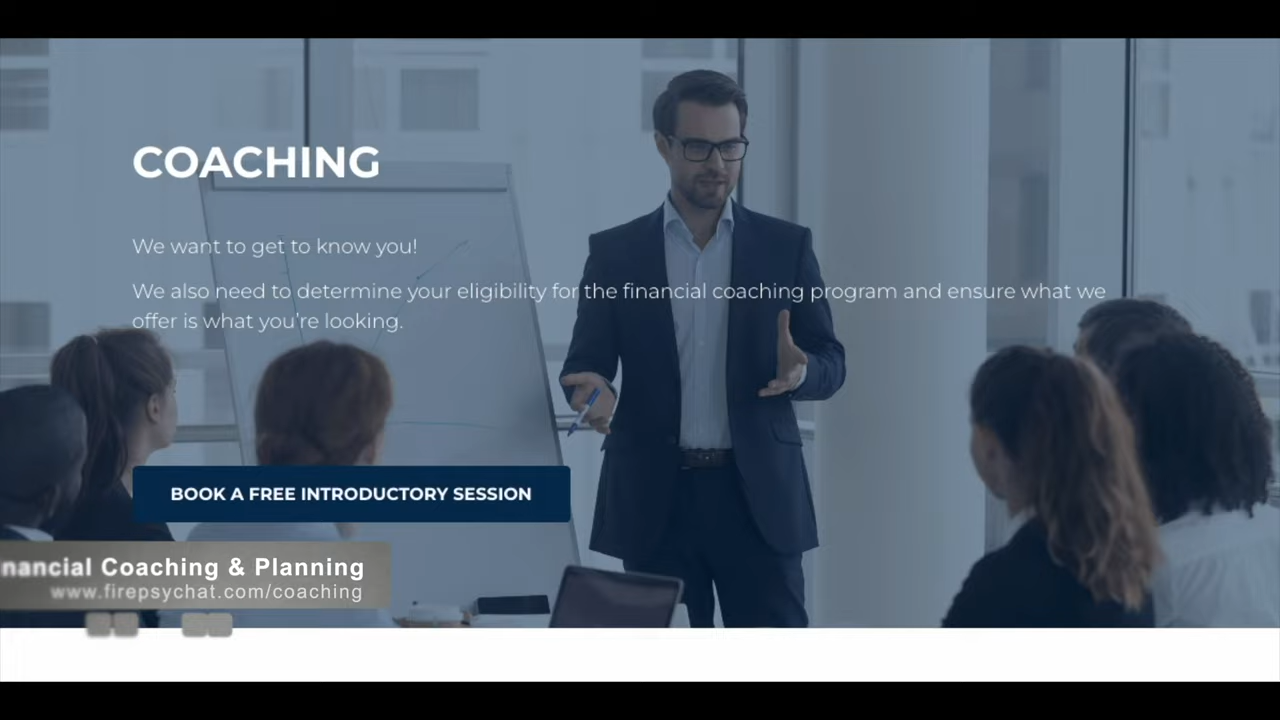 COACHING
We want to get to know you!
We also need to determine your eligibility for the financial coaching program and ensure what we
offer is what you're looking.
BOOK A FREE INTRODUCTORY SESSION
nancial Coaching & Planning
www.firepsychat.com/coaching